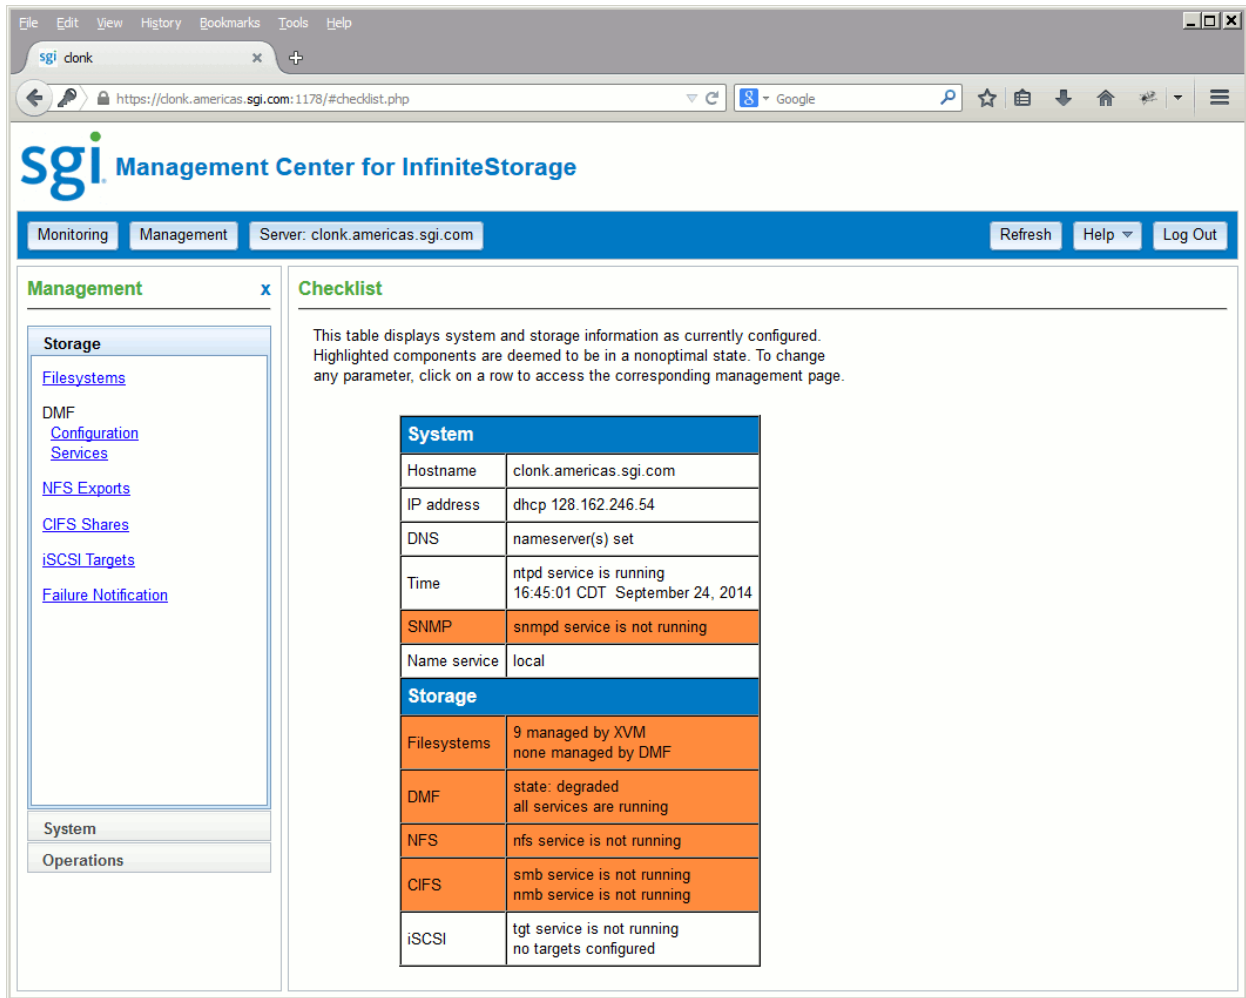 File Edit View History Bookmarks Tools Help
sgi clonk
https://clonk.americas.sgi.com:1178/#checklist.php
8 Google
sgi Management Center for InfiniteStorage
Monitoring Management Server: clonk.americas.sgi.com Refresh Help Log Out
Management x
Storage
Filesystems
DMF
Configuration
Services
NFS Exports
CIFS Shares
iSCSI Targets
Failure Notification
System
Operations
Checklist
This table displays system and storage information as currently configured.
Highlighted components are deemed to be in a nonoptimal state. To change
any parameter, click on a row to access the corresponding management page.
System
Hostname clonk.americas.sgi.com
IP address dhcp 128.162.246.54
DNS nameserver(s) set
Time ntpd service is running
16:45:01 CDT September 24, 2014
SNMP snmpd service is not running
Name service local
Storage
Filesystems 9 managed by XVM
none managed by DMF
DMF state: degraded
all services are running
NFS nfs service is not running
CIFS smb service is not running
nmb service is not running
iSCSI tgt service is not running
no targets configured